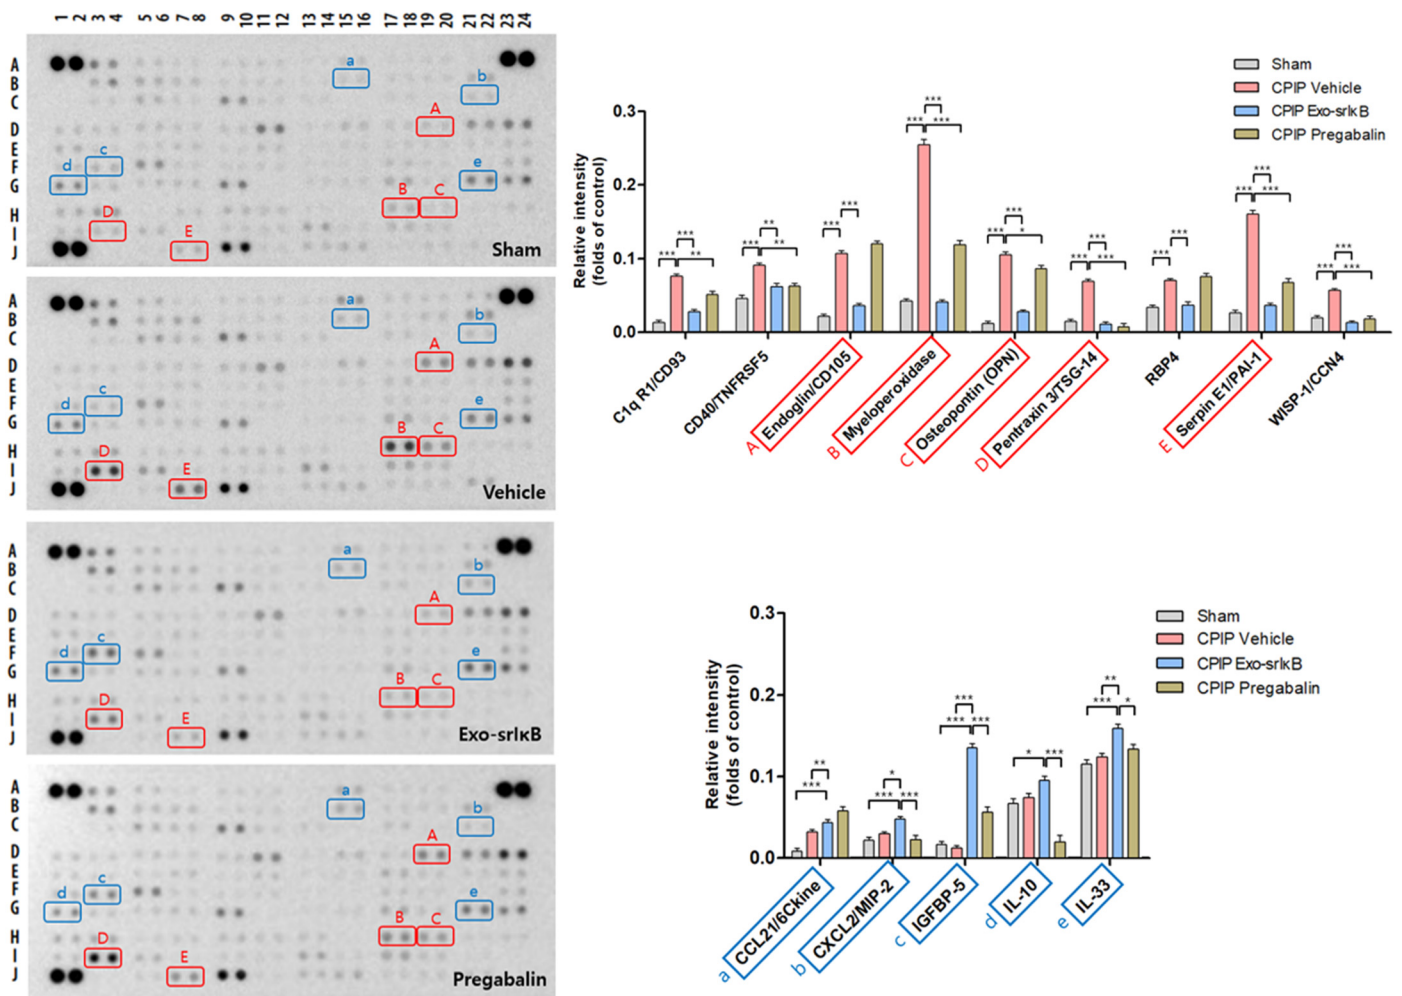 1 2 3 4 5 6 7 8 9 10 11 12 13 14 15 16 17 18 19 20 21 22 23 24
A
B
C
D
E
F
G
H
I
J
a
b
A
c
d
e
B C
D
E
Sham
A
B
C
D
E
F
G
H
I
J
a
b
A
c
d
e
B C
D
E
Vehicle
A
B
C
D
E
F
G
H
I
J
a
b
A
c
d
e
B C
D
E
Exo-srIκB
A
B
C
D
E
F
G
H
I
J
a
b
A
c
d
e
B C
D
E
Pregabalin
Sham
CPIP Vehicle
CPIP Exo-srIkB
CPIP Pregabalin
Relative intensity
(folds of control)
0.3
0.2
0.1
0.0
*** *** **
*** ** **
*** ***
*** *** ***
*** *** *
*** *** ***
*** ***
*** *** ***
*** *** ***
C1q R1/CD93
CD40/TNFRSF5
A Endoglin/CD105
B Myeloperoxidase
C Osteopontin (OPN)
D Pentraxin 3/TSG-14
RBP4
E Serpin E1/PAI-1
WISP-1/CCN4
Sham
CPIP Vehicle
CPIP Exo-srIkB
CPIP Pregabalin
Relative intensity
(folds of control)
0.3
0.2
0.1
0.0
*** **
*** * ***
*** *** ***
* ***
*** ** *
a CCL21/6Ckine
b CXCL2/MIP-2
c IGFBP-5
d IL-10
e IL-33